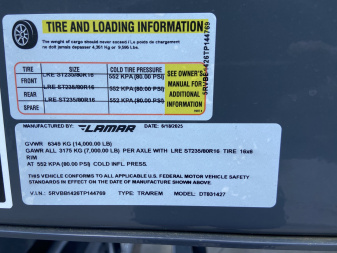 TIRE AND LOADING INFORMATION
The weight of cargo should never exceed / Le poids de chargement
ne doit jamais depasser 4,351 Kg or 9,595 Lbs.
TIRE SIZE COLD TIRE PRESSURE
FRONT LRE ST235/80R16 552 KPA(80.00 PSI)
REAR LRE ST235/80R16 552 KPA(80.00 PSI)
SPARE LRE ST235/80R16 552 KPA(80.00 PSI)
SEE OWNER'S
MANUAL FOR
ADDITIONAL
INFORMATION
MANUFACTURED BY: LAMAR DATE:
GVWR 6349 KG (14,000.00 LB)
GAWR ALL 3175 KG (7,000.00 LB) PER AXLE WITH LRE ST235/80R16 TIRE 16x6
RIM
AT 552 KPA(80.00 PSI) COLD INFL. PRESS.
THIS VEHICLE CONFORMS TO ALL APPLICABLE U.S. FEDERAL MOTOR VEHICLE SAFETY
STANDARDS IN EFFECT ON THE DATE OF MANUFACTURE SHOWN ABOVE.
V.I.N.: TYPE: TRA/REM MODEL: DT831427